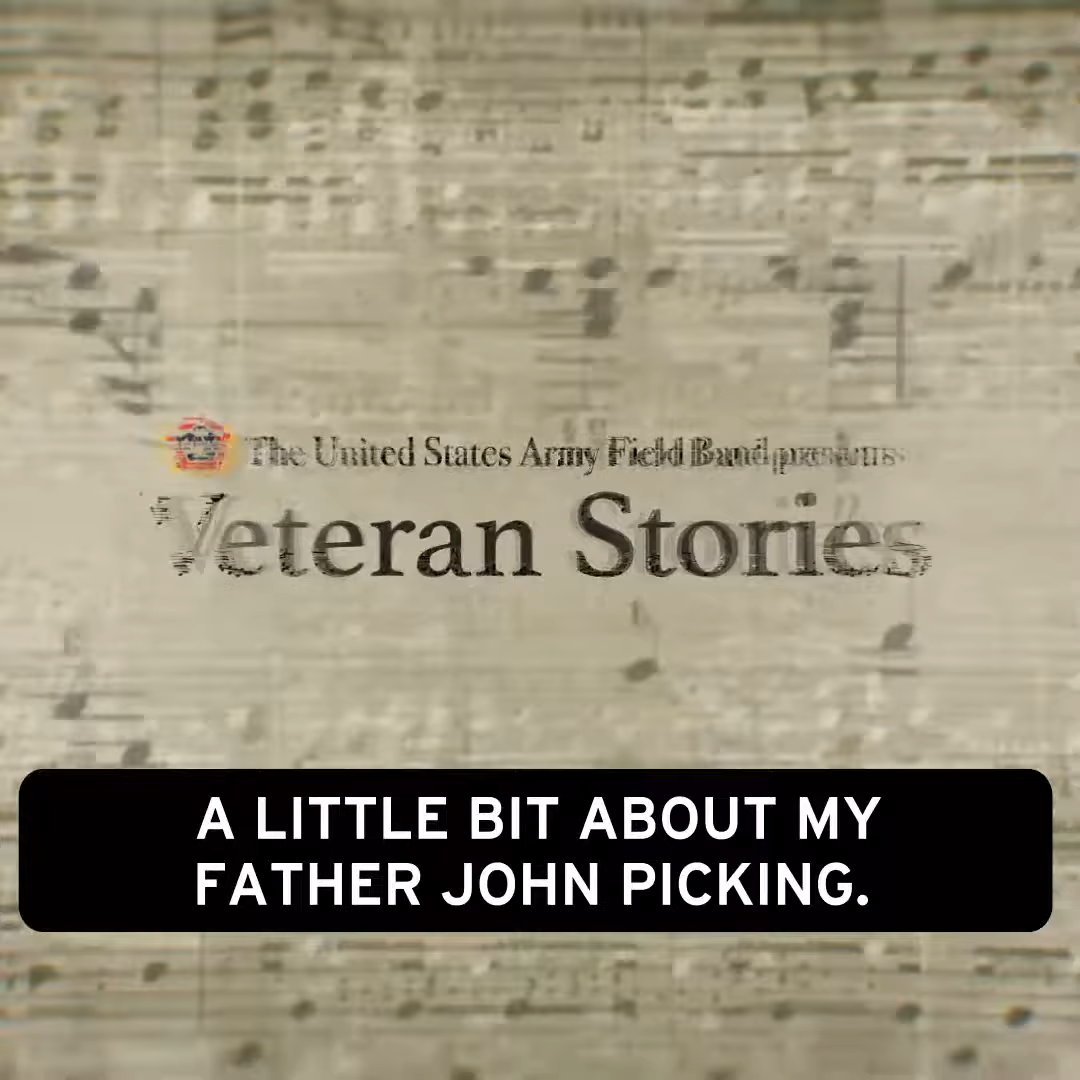 The United States Army Field Band presents
Veteran Stories
A LITTLE BIT ABOUT MY
FATHER JOHN PICKING.